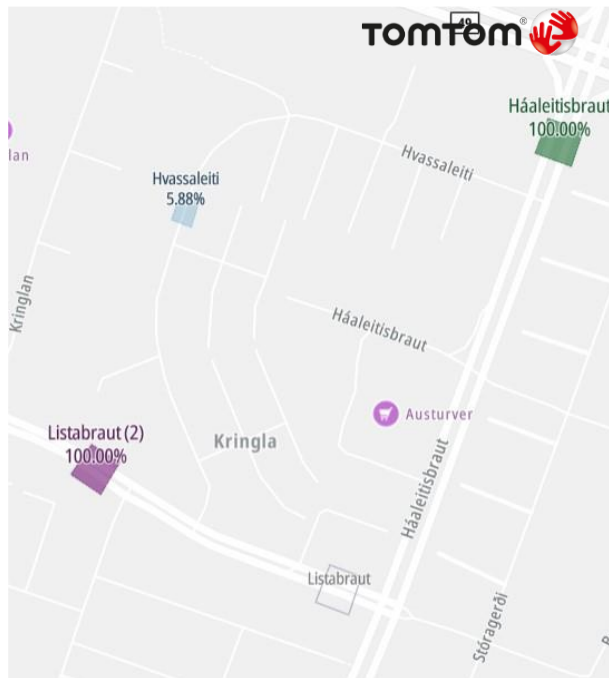 49
TOMTOM®
Háaleitisbraut
100.00%
lan
Hvassaleiti
Hvassaleiti
5.88%
Kringlan
Háaleitisbraut
Austurver
Listabraut (2)
100.00%
Kringla
Háaleitisbraut
Listabraut
Stóragerði